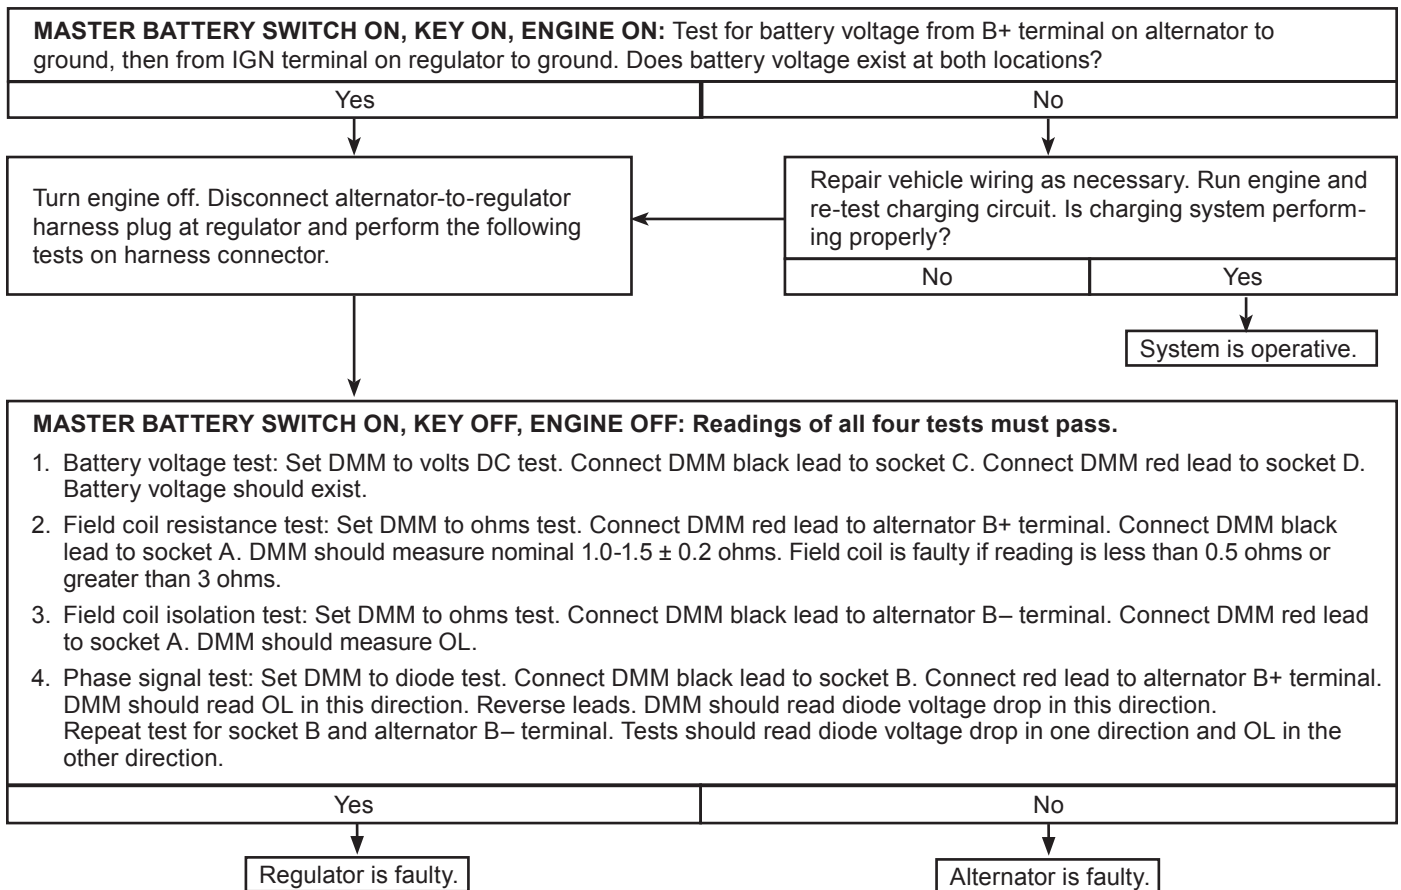 MASTER BATTERY SWITCH ON, KEY ON, ENGINE ON: Test for battery voltage from B+ terminal on alternator to
ground, then from IGN terminal on regulator to ground. Does battery voltage exist at both locations?
Yes
No
Turn engine off. Disconnect alternator-to-regulator
harness plug at regulator and perform the following
tests on harness connector.
Repair vehicle wiring as necessary. Run engine and
re-test charging circuit. Is charging system perform-
ing properly?
No
Yes
System is operative.
MASTER BATTERY SWITCH ON, KEY OFF, ENGINE OFF: Readings of all four tests must pass.
1. Battery voltage test: Set DMM to volts DC test. Connect DMM black lead to socket C. Connect DMM red lead to socket D.
Battery voltage should exist.
2. Field coil resistance test: Set DMM to ohms test. Connect DMM red lead to alternator B+ terminal. Connect DMM black
lead to socket A. DMM should measure nominal 1.0-1.5 ± 0.2 ohms. Field coil is faulty if reading is less than 0.5 ohms or
greater than 3 ohms.
3. Field coil isolation test: Set DMM to ohms test. Connect DMM black lead to alternator B– terminal. Connect DMM red lead
to socket A. DMM should measure OL.
4. Phase signal test: Set DMM to diode test. Connect DMM black lead to socket B. Connect red lead to alternator B+ terminal.
DMM should read OL in this direction. Reverse leads. DMM should read diode voltage drop in this direction.
Repeat test for socket B and alternator B– terminal. Tests should read diode voltage drop in one direction and OL in the
other direction.
Yes
No
Regulator is faulty.
Alternator is faulty.